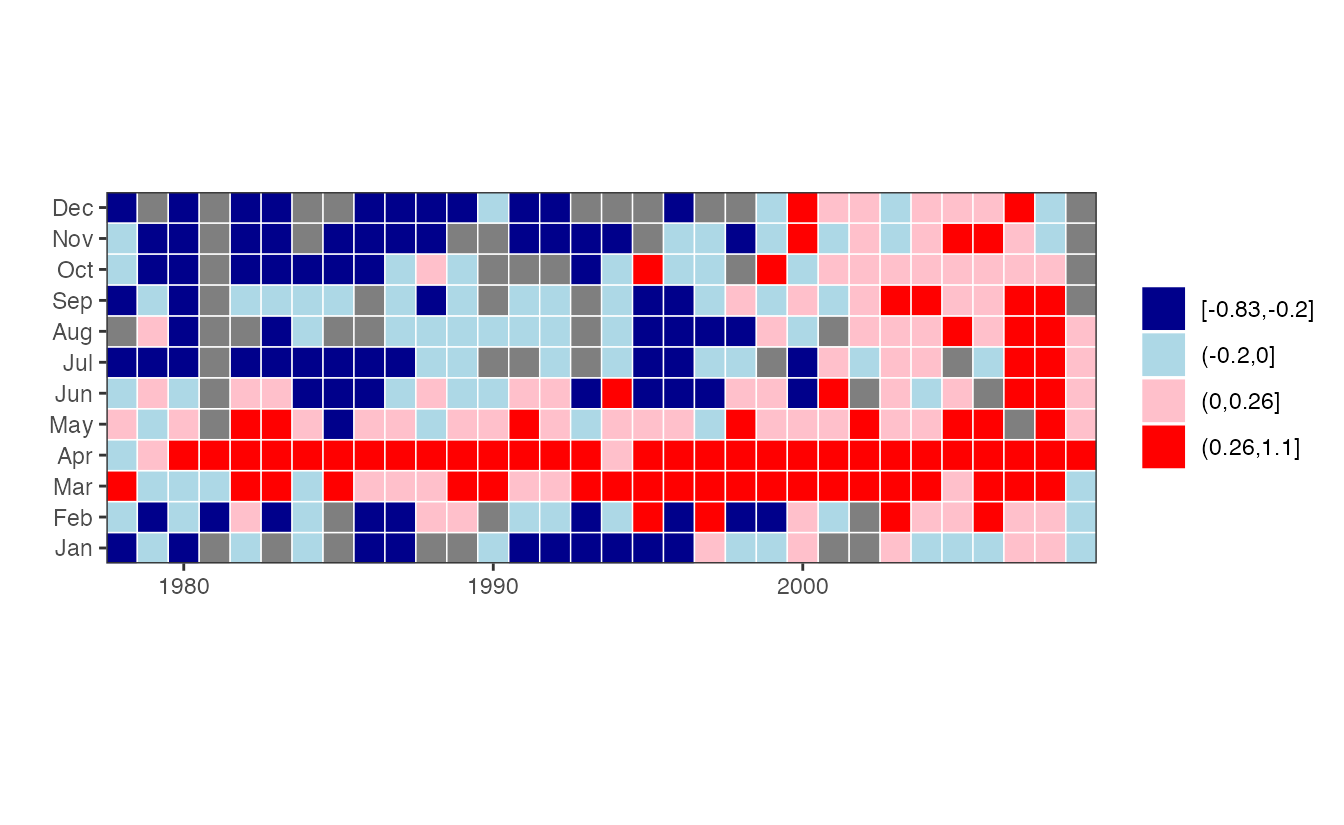 Dec
Nov
Oct
Sep
Aug
Jul
Jun
May
Apr
Mar
Feb
Jan
1980 1990 2000
[-0.83,-0.2]
(-0.2,0]
(0,0.26]
(0.26,1.1]